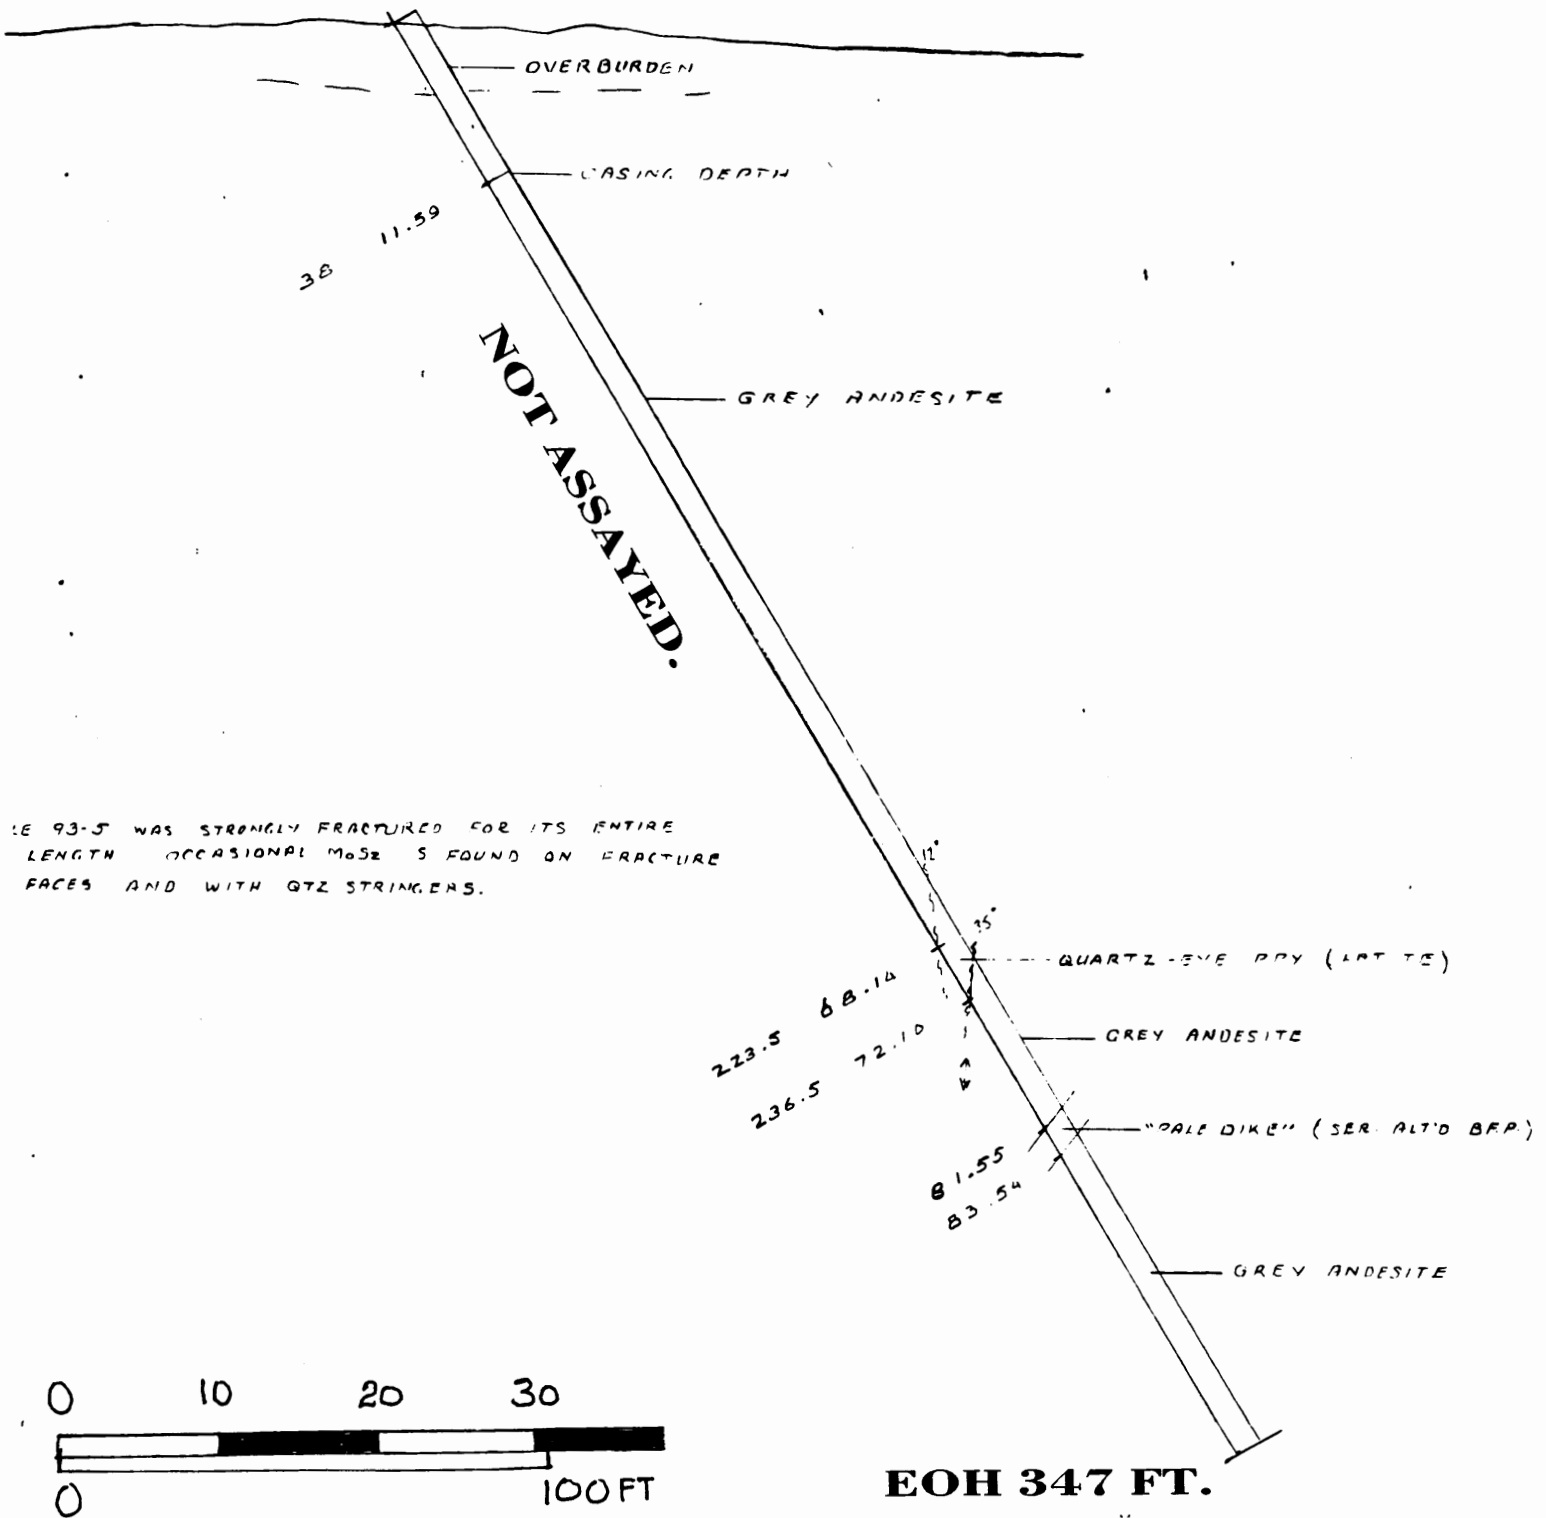 OVERBURDEN
CASING DEPTH
11.59
38
NOT ASSAYED.
GREY ANDESITE
LE 93-5 WAS STRONGLY FRACTURED FOR ITS ENTIRE
LENGTH OCCASIONAL MoS2 S FOUND ON FRACTURE
FACES AND WITH QTZ STRINGERS.
12°
35°
QUARTZ-EYE PPY (LAT TE)
223.5 68.14
GREY ANDESITE
236.5 72.10
"PALE DIKE" (SER. ALT'D B.F.P.)
81.55
83.54
GREY ANDESITE
0 10 20 30
0 100 FT
EOH 347 FT.